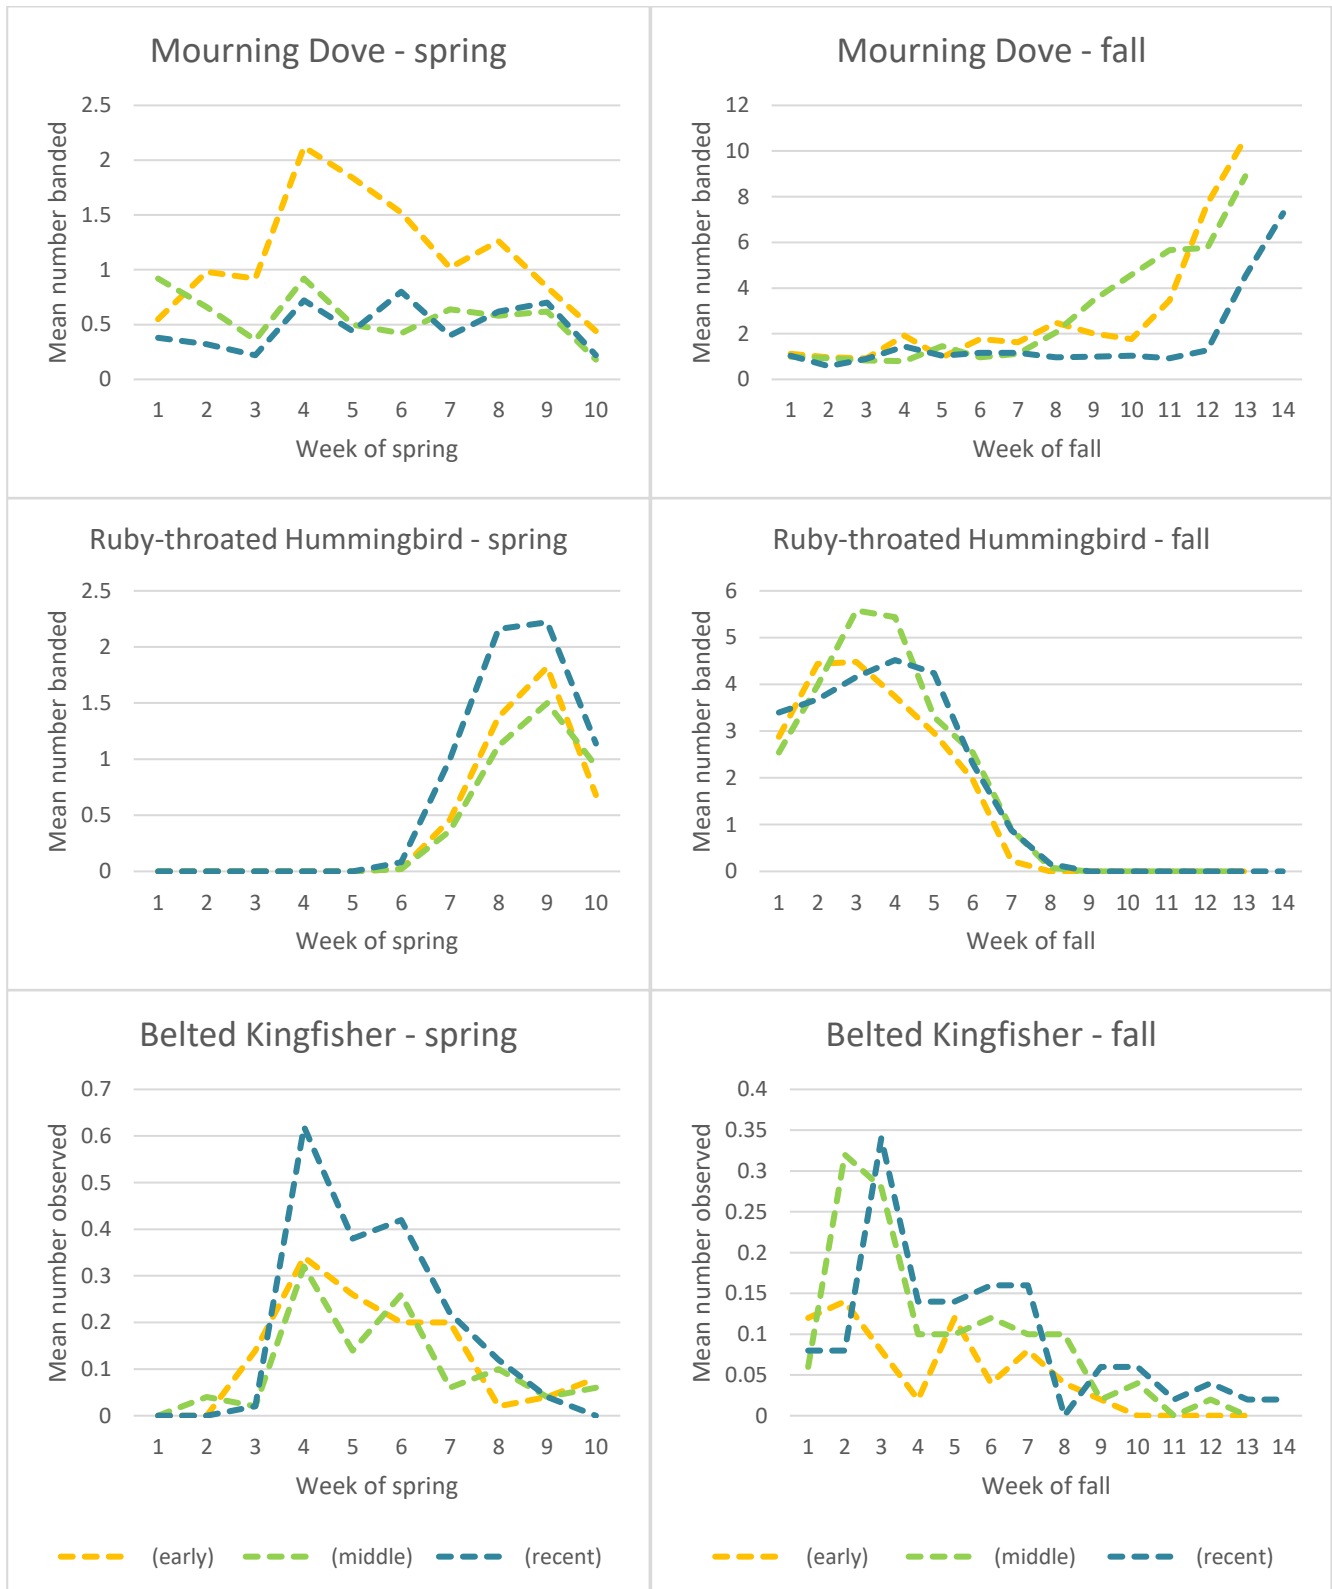 Mourning Dove - spring
Mean number banded
2.5
2
1.5
1
0.5
0
1 2 3 4 5 6 7 8 9 10
Week of spring
Mourning Dove - fall
Mean number banded
12
10
8
6
4
2
0
1 2 3 4 5 6 7 8 9 10 11 12 13 14
Week of fall
Ruby-throated Hummingbird - spring
Mean number banded
2.5
2
1.5
1
0.5
0
1 2 3 4 5 6 7 8 9 10
Week of spring
Ruby-throated Hummingbird - fall
Mean number banded
6
5
4
3
2
1
0
1 2 3 4 5 6 7 8 9 10 11 12 13 14
Week of fall
Belted Kingfisher - spring
Mean number observed
0.7
0.6
0.5
0.4
0.3
0.2
0.1
0
1 2 3 4 5 6 7 8 9 10
Week of spring
(early) (middle) (recent)
Belted Kingfisher - fall
Mean number observed
0.4
0.35
0.3
0.25
0.2
0.15
0.1
0.05
0
1 2 3 4 5 6 7 8 9 10 11 12 13 14
Week of fall
(early) (middle) (recent)